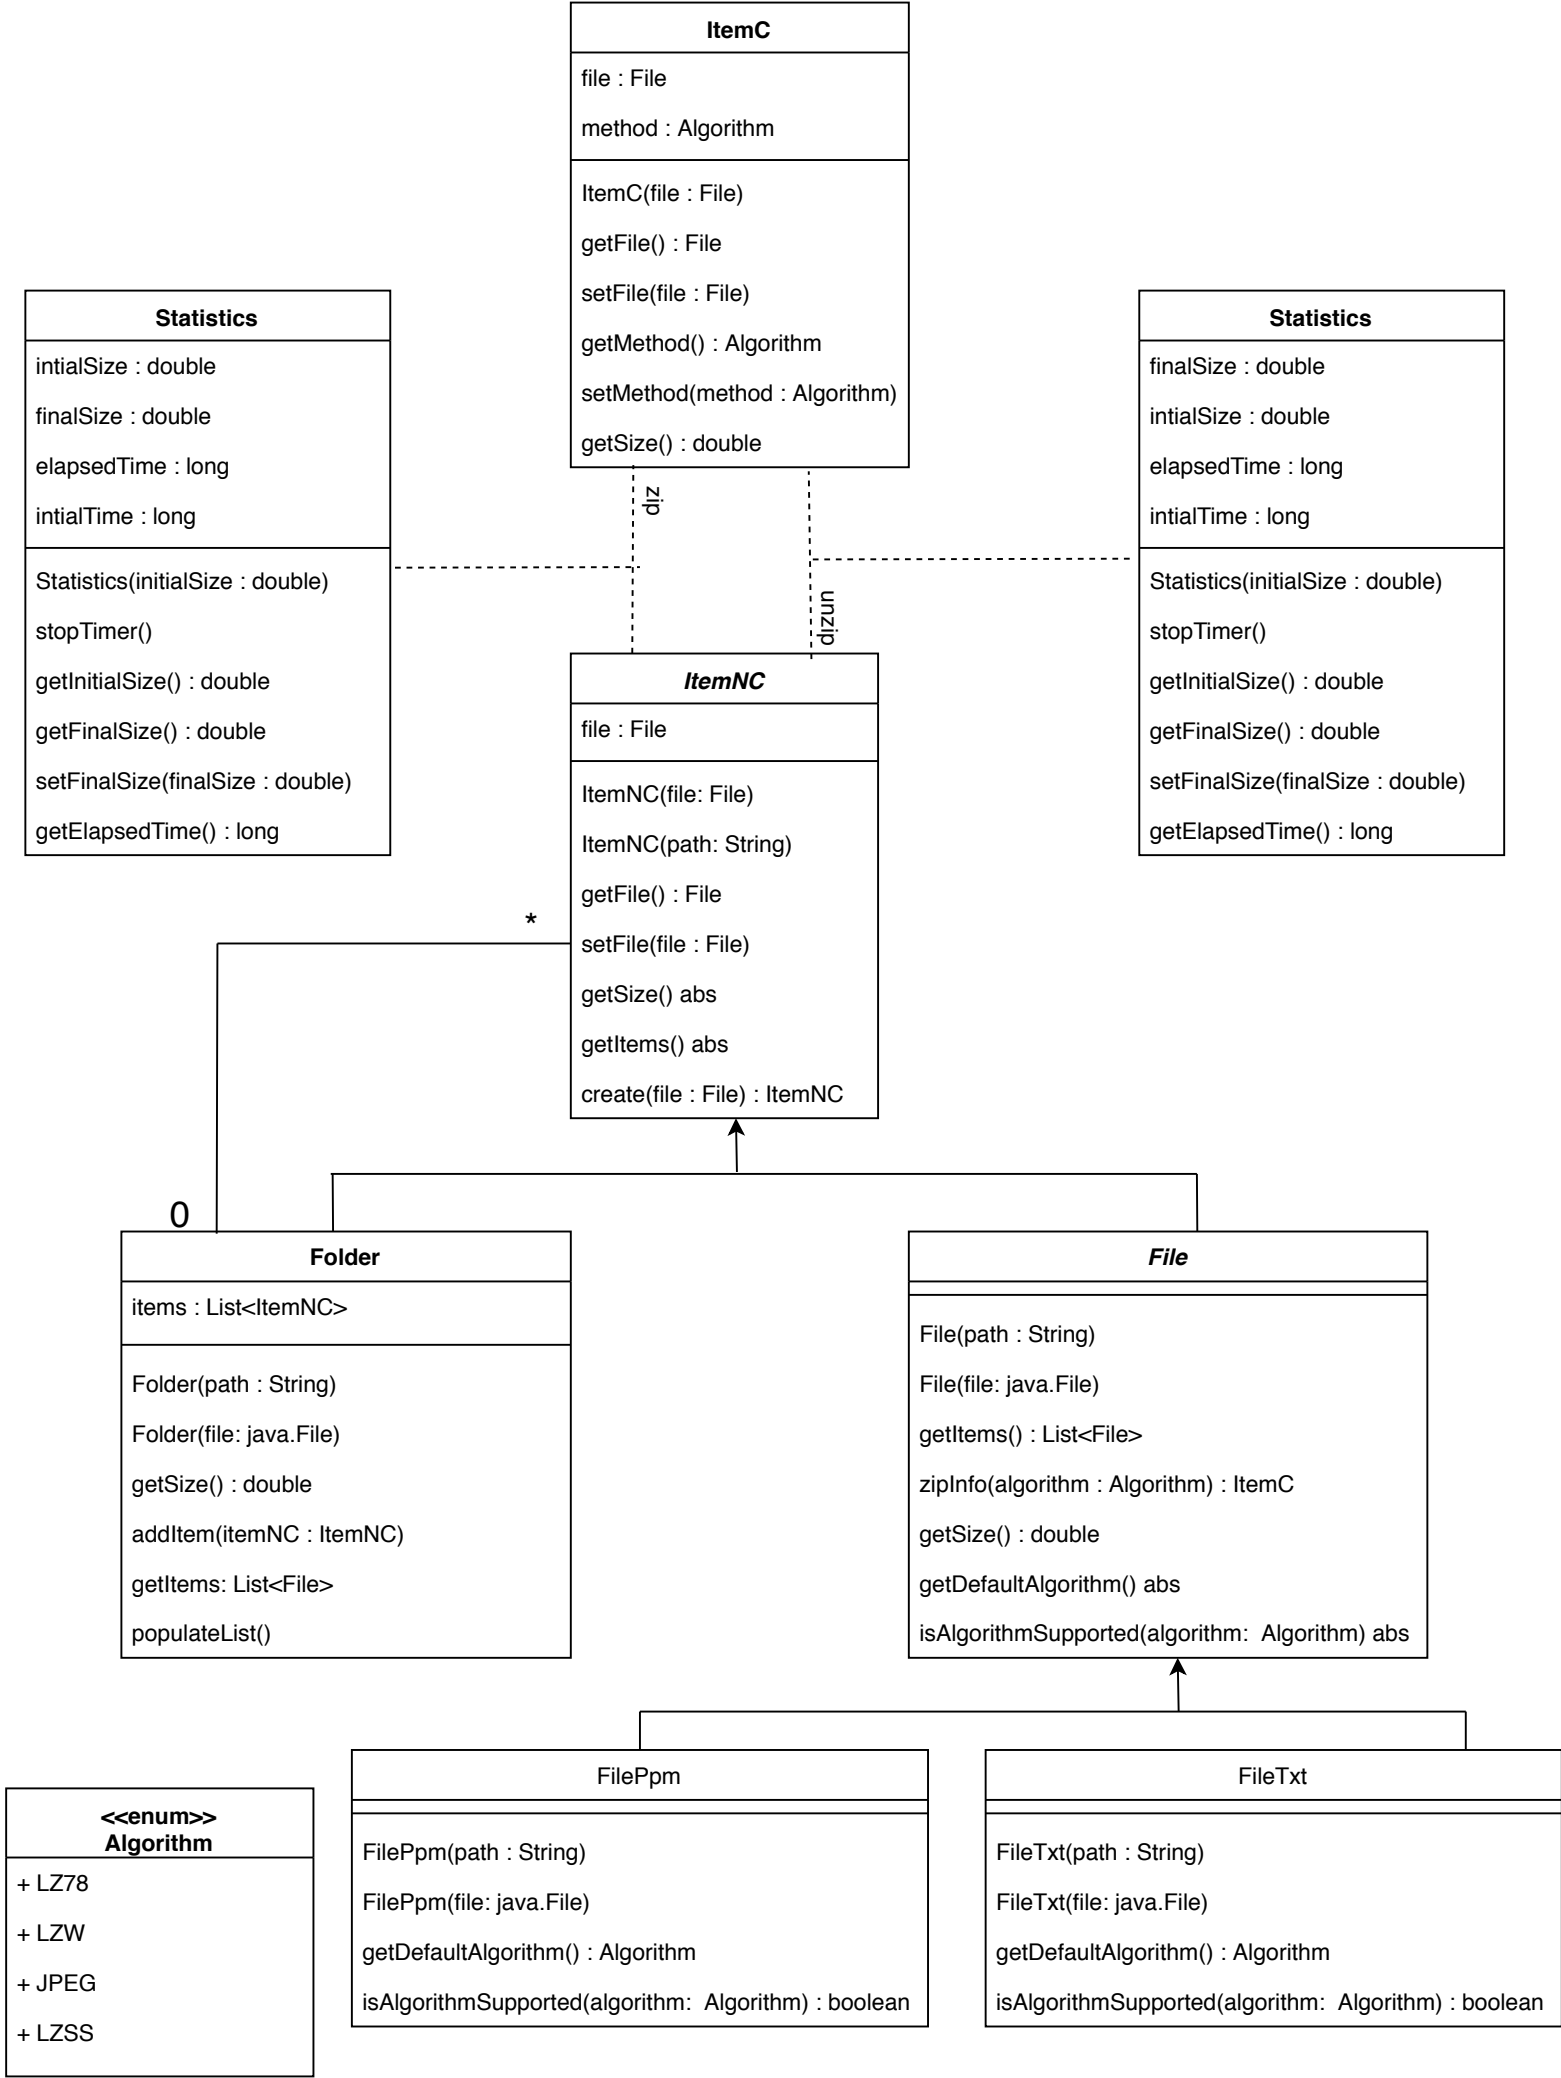 ItemC
file : File
method : Algorithm
ItemC(file : File)
getFile() : File
setFile(file : File)
getMethod() : Algorithm
setMethod(method : Algorithm)
getSize() : double
Statistics
intialSize : double
finalSize : double
elapsedTime : long
intialTime : long
Statistics(initialSize : double)
stopTimer()
getInitialSize() : double
getFinalSize() : double
setFinalSize(finalSize : double)
getElapsedTime() : long
Statistics
finalSize : double
intialSize : double
elapsedTime : long
intialTime : long
Statistics(initialSize : double)
stopTimer()
getInitialSize() : double
getFinalSize() : double
setFinalSize(finalSize : double)
getElapsedTime() : long
zip
unzip
ItemNC
file : File
ItemNC(file: File)
ItemNC(path: String)
getFile() : File
setFile(file : File)
getSize() abs
getItems() abs
create(file : File) : ItemNC
*
0
Folder
items : List<ItemNC>
Folder(path : String)
Folder(file: java.File)
getSize() : double
addItem(itemNC : ItemNC)
getItems: List<File>
populateList()
File
File(path : String)
File(file: java.File)
getItems() : List<File>
zipInfo(algorithm : Algorithm) : ItemC
getSize() : double
getDefaultAlgorithm() abs
isAlgorithmSupported(algorithm:  Algorithm) abs
<<enum>>
Algorithm
+ LZ78
+ LZW
+ JPEG
+ LZSS
FilePpm
FilePpm(path : String)
FilePpm(file: java.File)
getDefaultAlgorithm() : Algorithm
isAlgorithmSupported(algorithm:  Algorithm) : boolean
FileTxt
FileTxt(path : String)
FileTxt(file: java.File)
getDefaultAlgorithm() : Algorithm
isAlgorithmSupported(algorithm:  Algorithm) : boolean